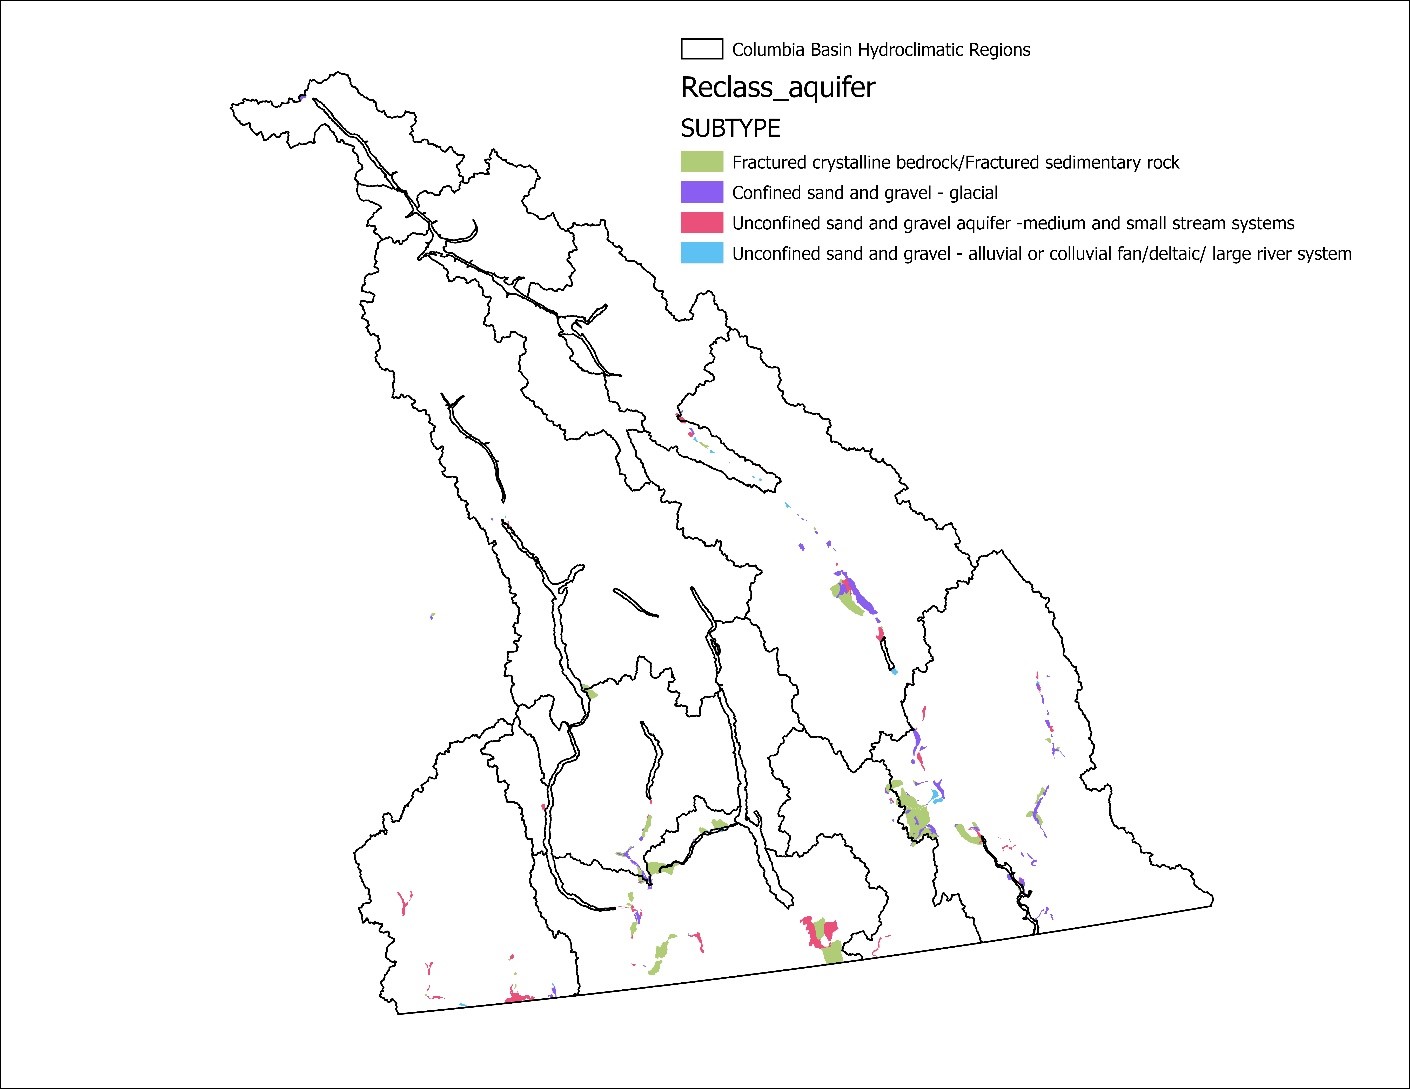 Columbia Basin Hydroclimatic Regions
Reclass_aquifer
SUBTYPE
Fractured crystalline bedrock/Fractured sedimentary rock
Confined sand and gravel - glacial
Unconfined sand and gravel aquifer -medium and small stream systems
Unconfined sand and gravel - alluvial or colluvial fan/deltaic/ large river system